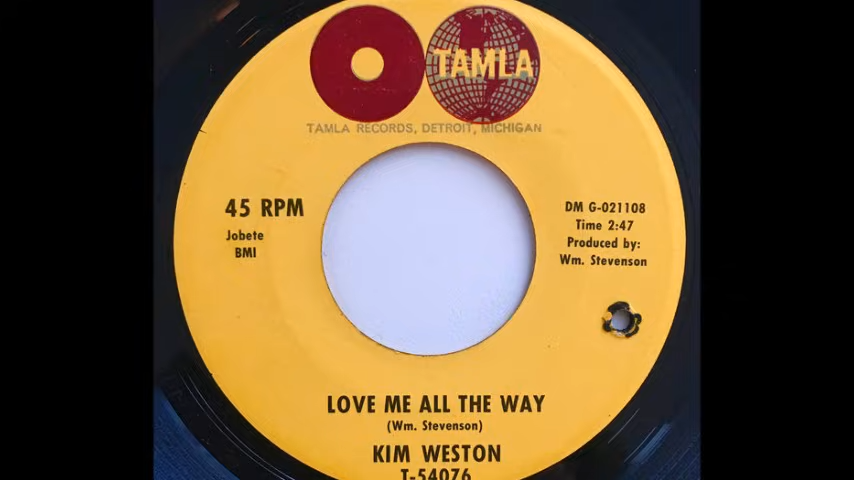 TAMLA
TAMLA RECORDS, DETROIT, MICHIGAN
45 RPM
Jobete
BMI
DM G-021108
Time 2:47
Produced by:
Wm. Stevenson
LOVE ME ALL THE WAY
(Wm. Stevenson)
KIM WESTON
T-54076